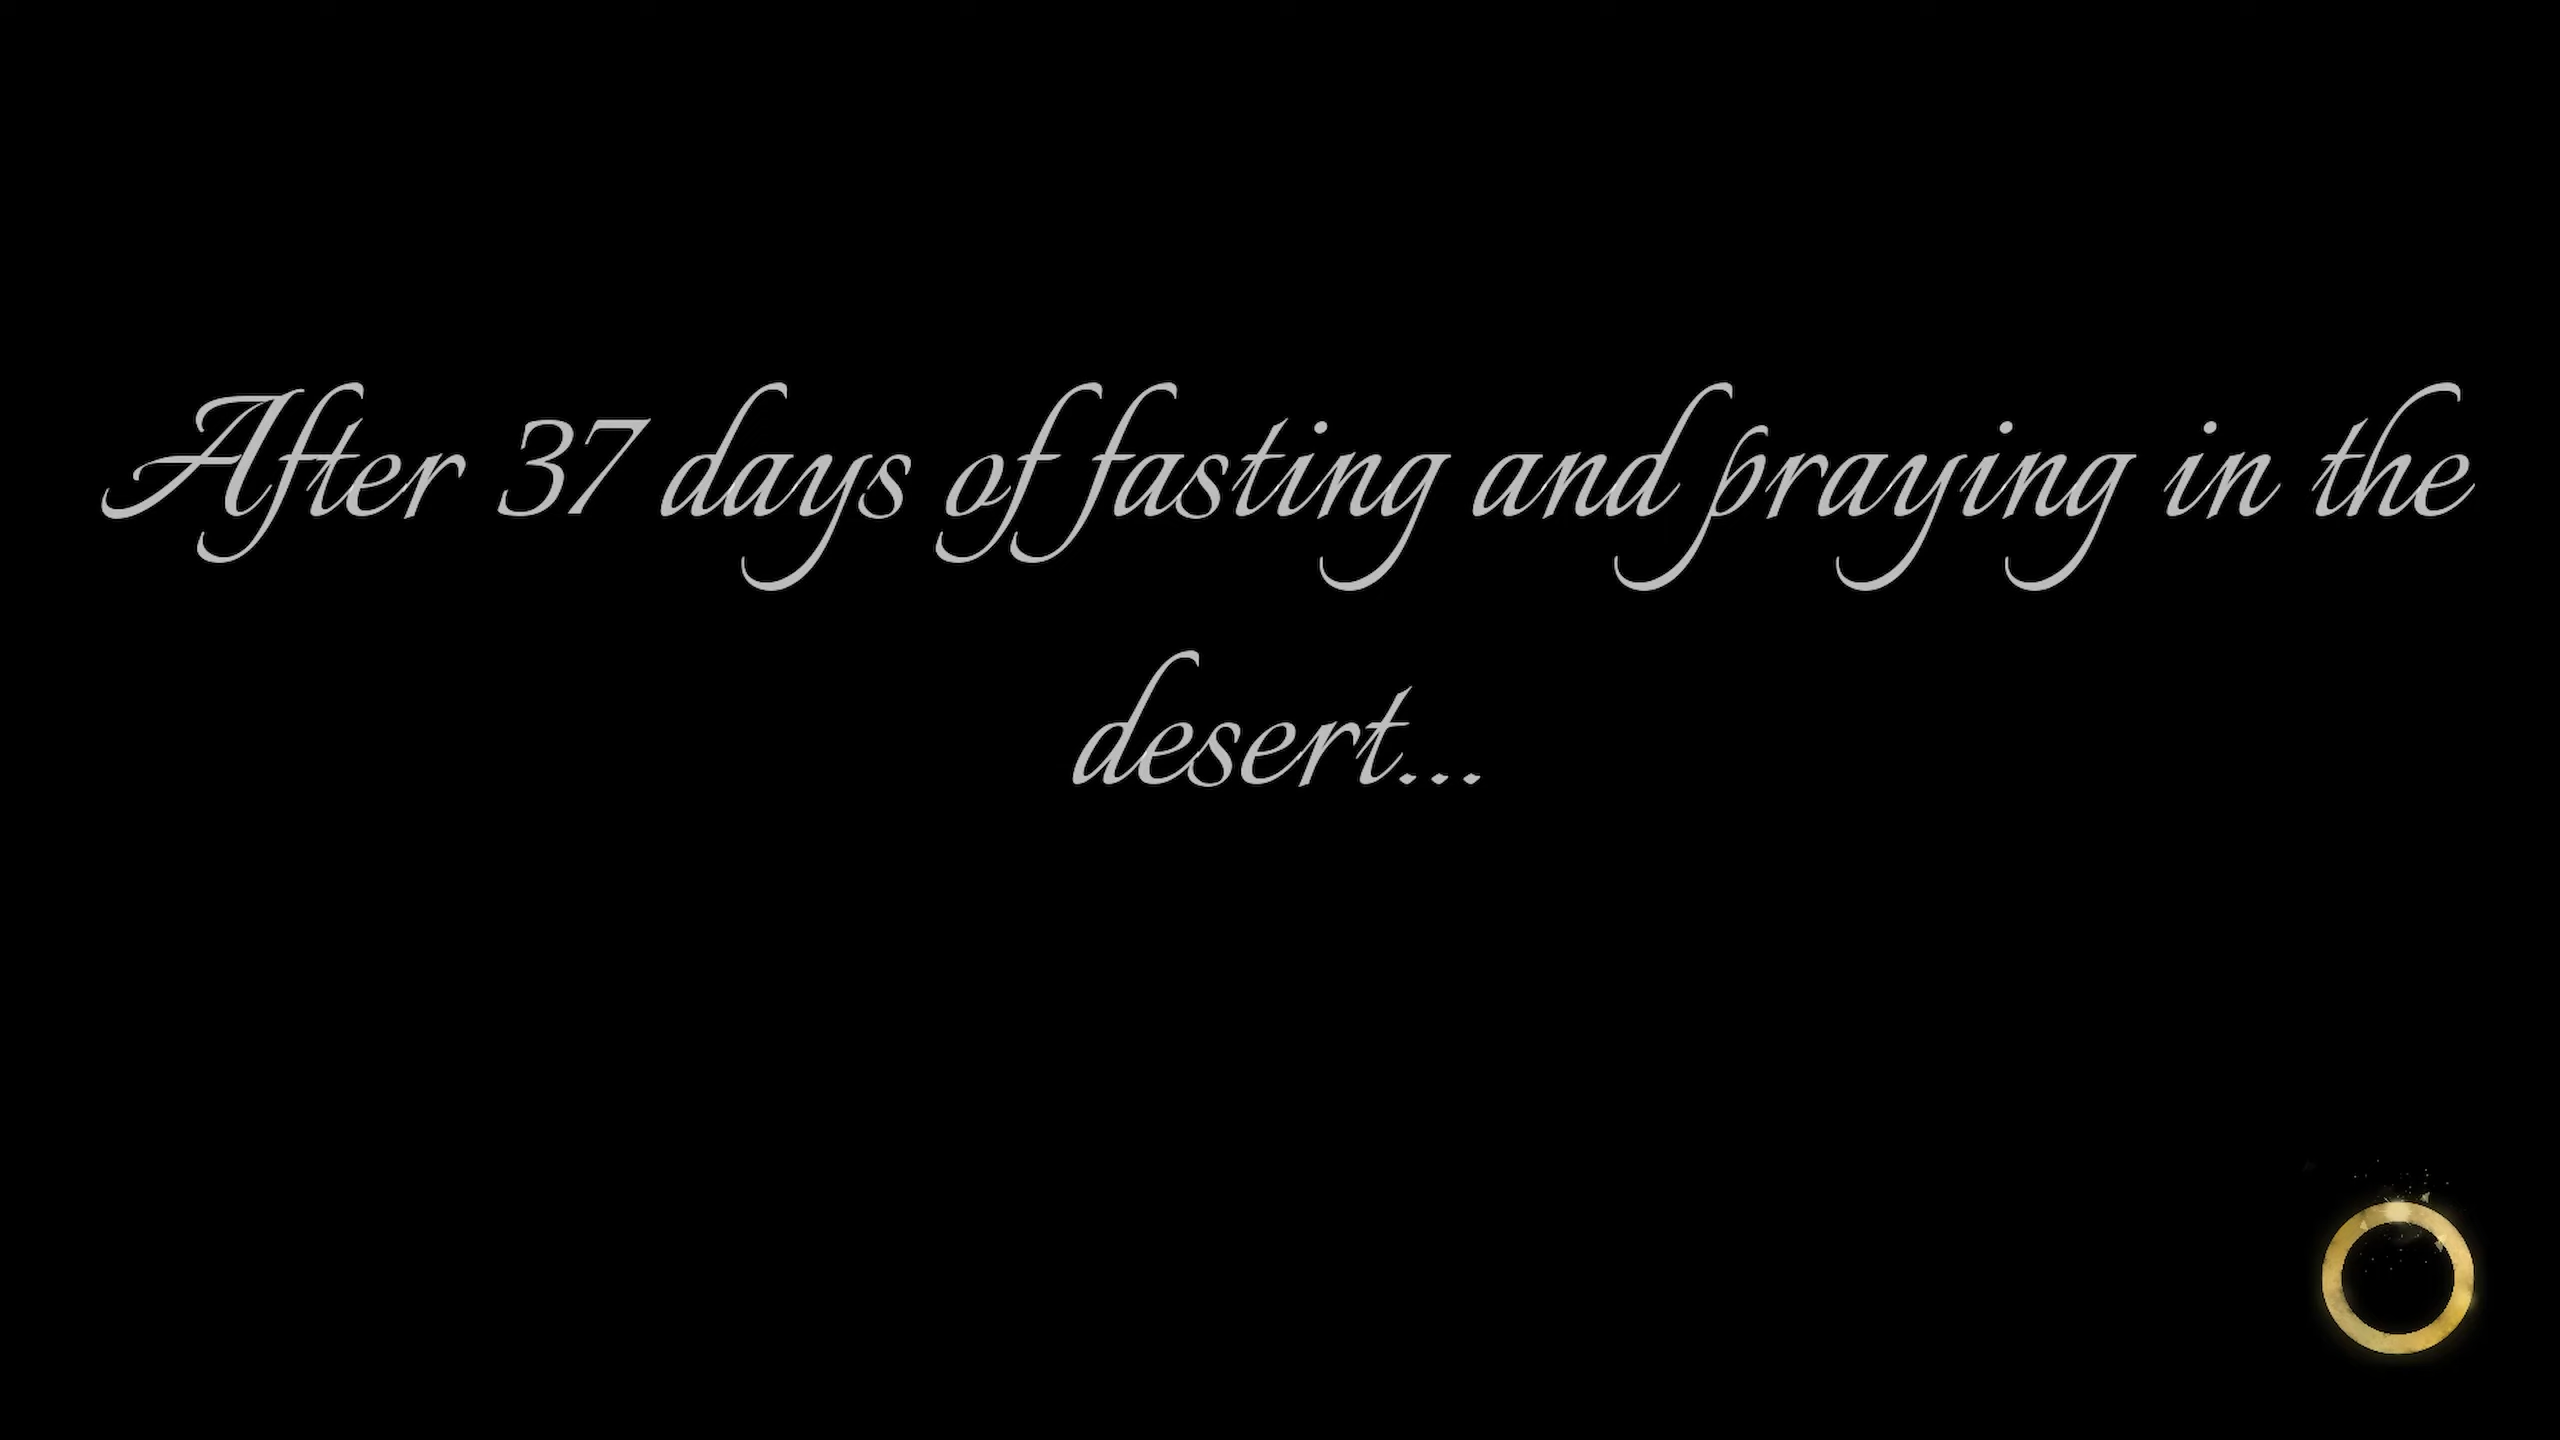 After 37 days of fasting and praying in the
desert...